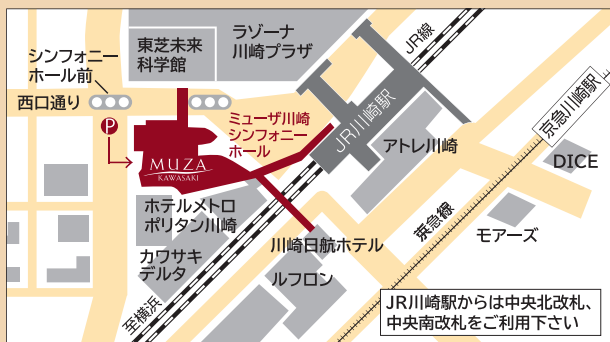 シンフォニー
ホール前
西口通り
東芝未来
科学館
ラゾーナ
川崎プラザ
JR線
JR川崎駅
京急川崎駅
P
ミューザ川崎
シンフォニー
ホール
MUZA
KAWASAKI
アトレ川崎
DICE
京急線
モアーズ
ホテルメトロ
ポリタン川崎
カワサキ
デルタ
川崎日航ホテル
ルフロン
至横浜
JR川崎駅からは中央北改札、
中央南改札をご利用下さい